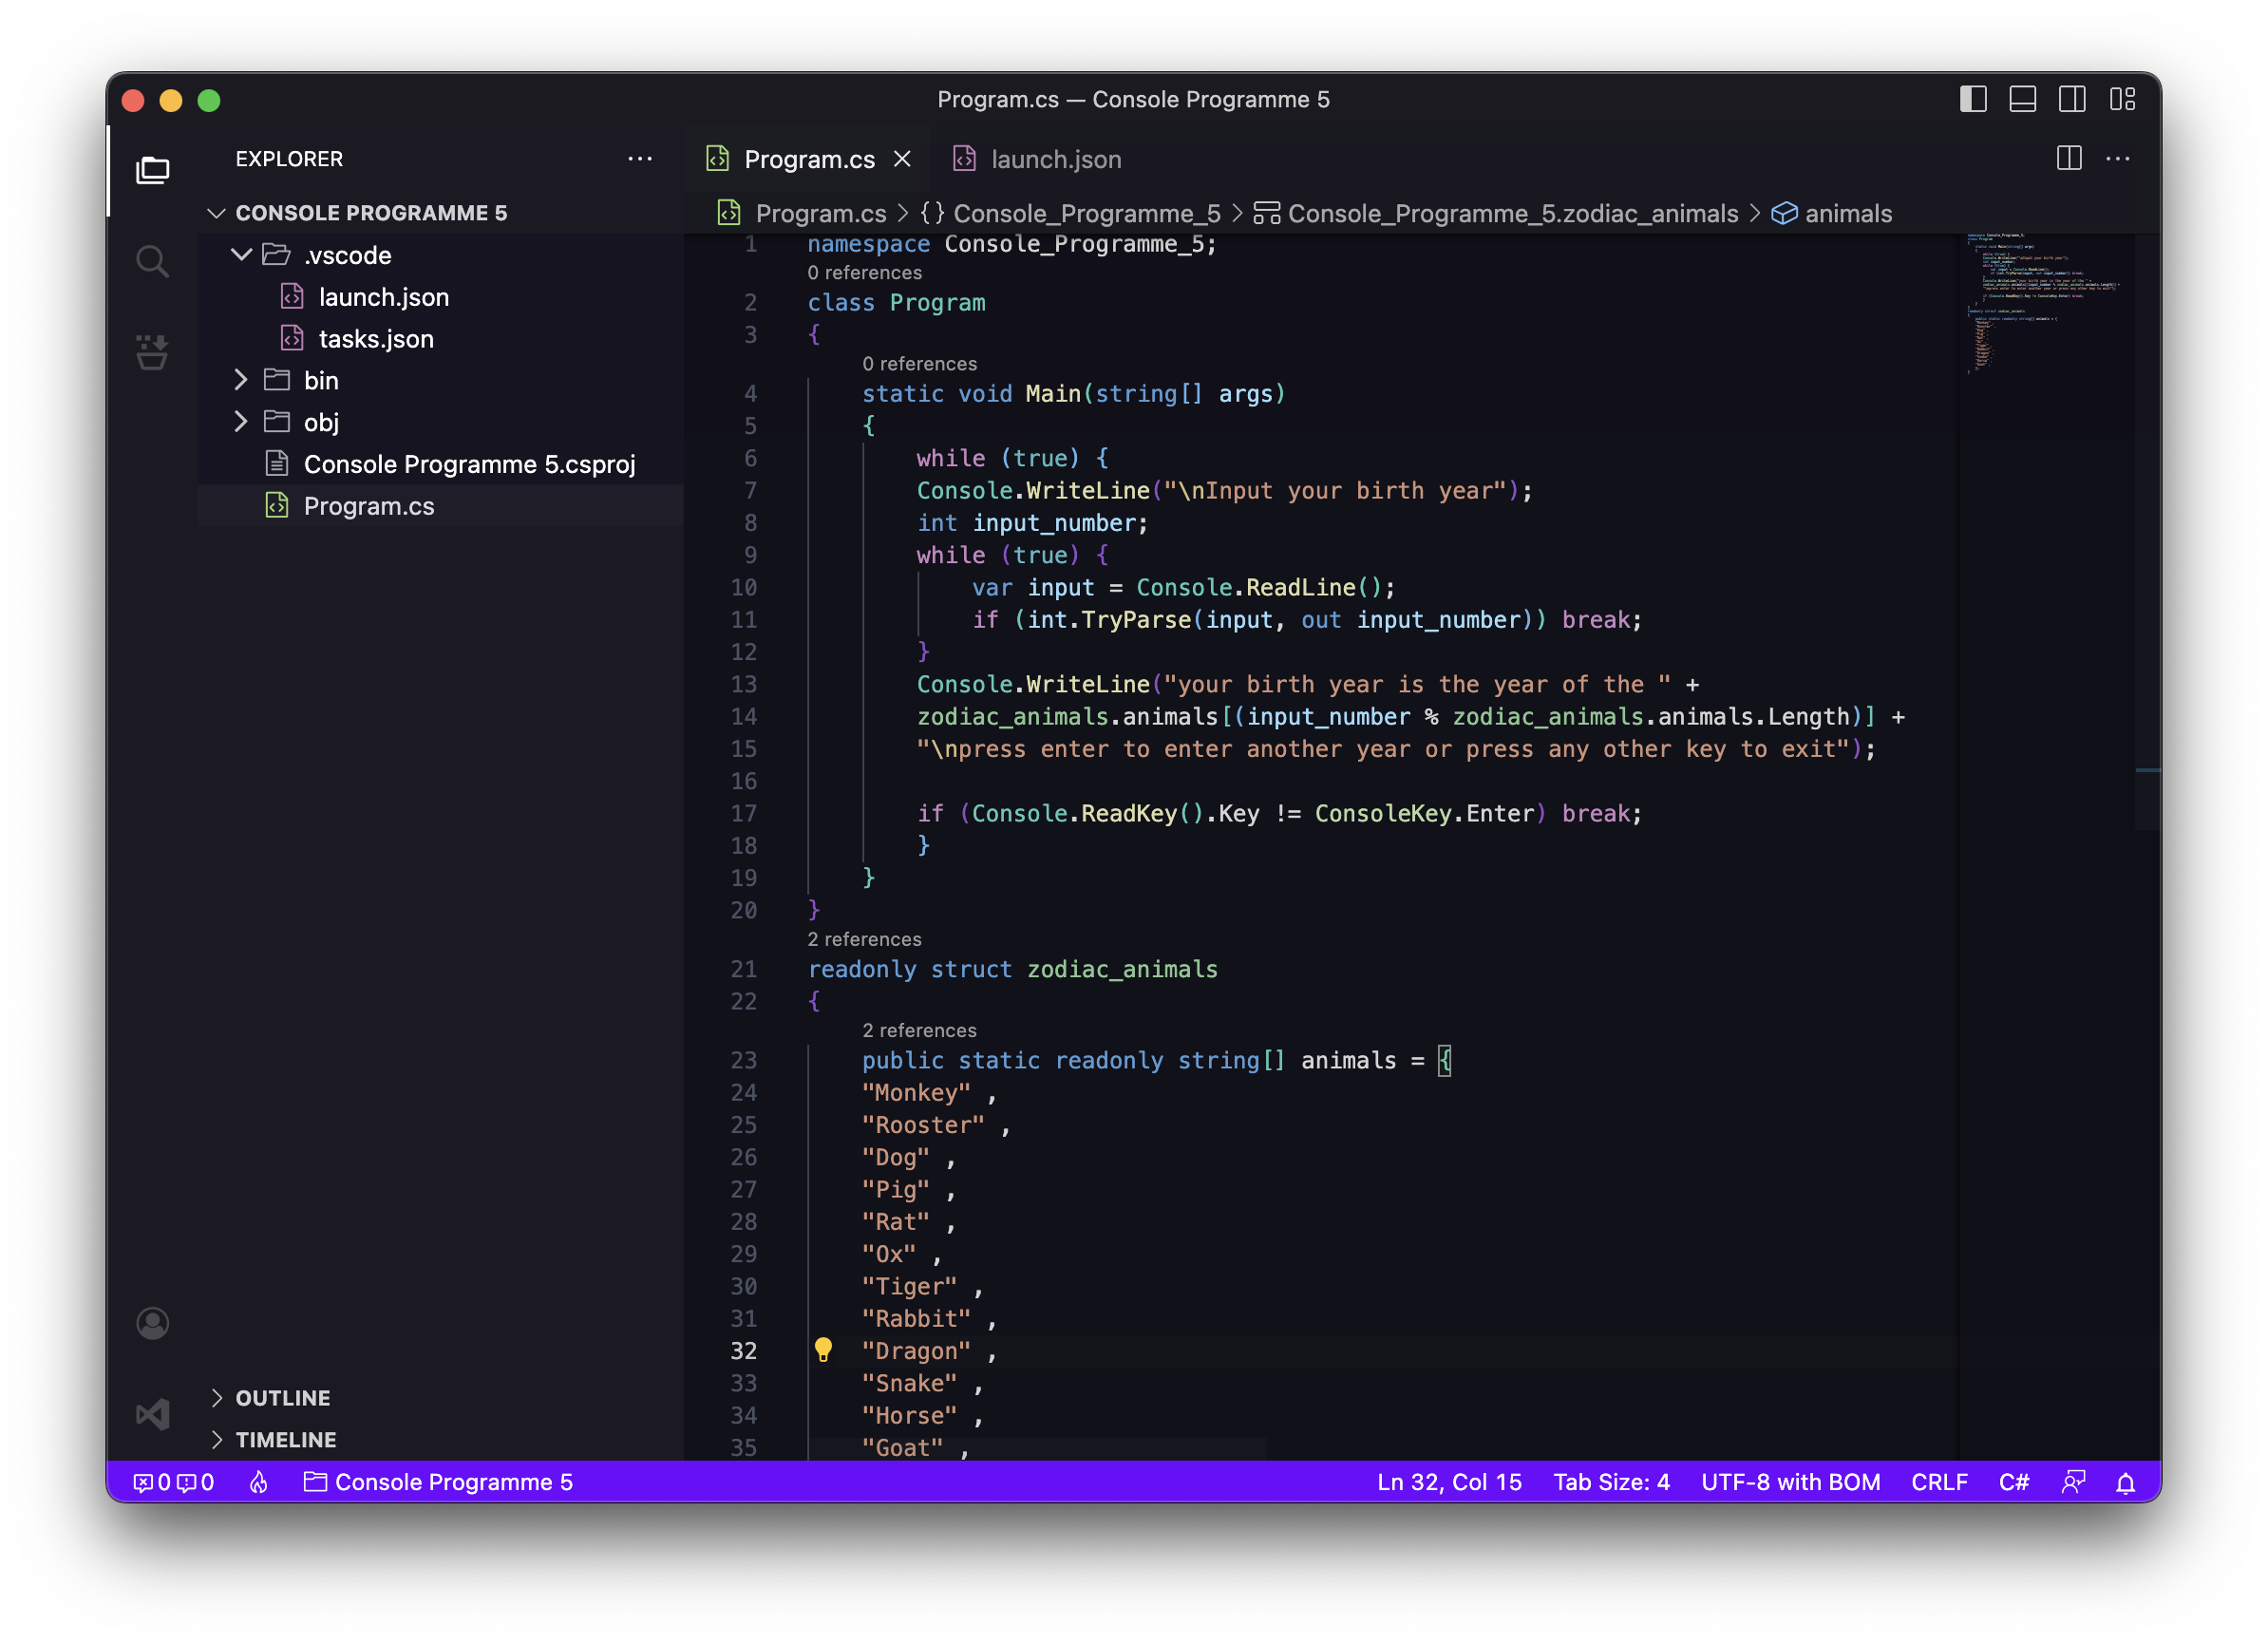 Program.cs — Console Programme 5
EXPLORER
CONSOLE PROGRAMME 5
.vscode
launch.json
tasks.json
bin
obj
Console Programme 5.csproj
Program.cs
OUTLINE
TIMELINE
Program.cs launch.json
Program.cs > {} Console_Programme_5 > Console_Programme_5.zodiac_animals > animals
1 namespace Console_Programme_5;
0 references
2 class Program
3 {
0 references
4 static void Main(string[] args)
5 {
6 while (true) {
7 Console.WriteLine("\nInput your birth year");
8 int input_number;
9 while (true) {
10 var input = Console.ReadLine();
11 if (int.TryParse(input, out input_number)) break;
12 }
13 Console.WriteLine("your birth year is the year of the " +
14 zodiac_animals.animals[(input_number % zodiac_animals.animals.Length)] +
15 "\npress enter to enter another year or press any other key to exit");
16
17 if (Console.ReadKey().Key != ConsoleKey.Enter) break;
18 }
19 }
20 }
2 references
21 readonly struct zodiac_animals
22 {
2 references
23 public static readonly string[] animals = {
24 "Monkey" ,
25 "Rooster" ,
26 "Dog" ,
27 "Pig" ,
28 "Rat" ,
29 "Ox" ,
30 "Tiger" ,
31 "Rabbit" ,
32 "Dragon" ,
33 "Snake" ,
34 "Horse" ,
35 "Goat" ,
0 0 Console Programme 5 Ln 32, Col 15 Tab Size: 4 UTF-8 with BOM CRLF C#